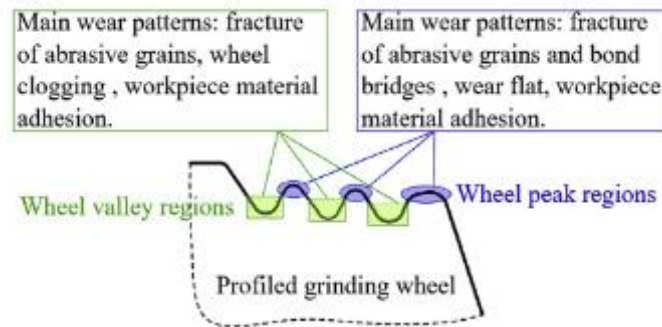 Main wear patterns: fracture
of abrasive grains, wheel
clogging , workpiece material
adhesion.
Main wear patterns: fracture
of abrasive grains and bond
bridges , wear flat, workpiece
material adhesion.
Wheel valley regions
Wheel peak regions
Profiled grinding wheel